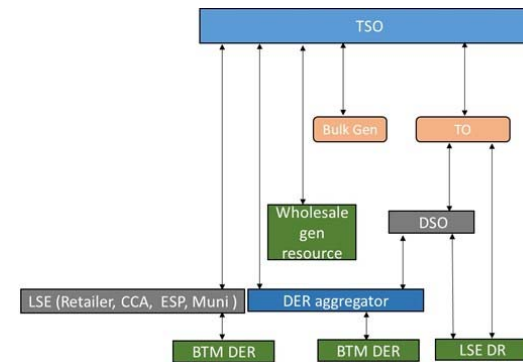 TSO
Bulk Gen
TO
Wholesale
gen
resource
DSO
LSE (Retailer, CCA, ESP, Muni )
DER aggregator
BTM DER
BTM DER
LSE DR